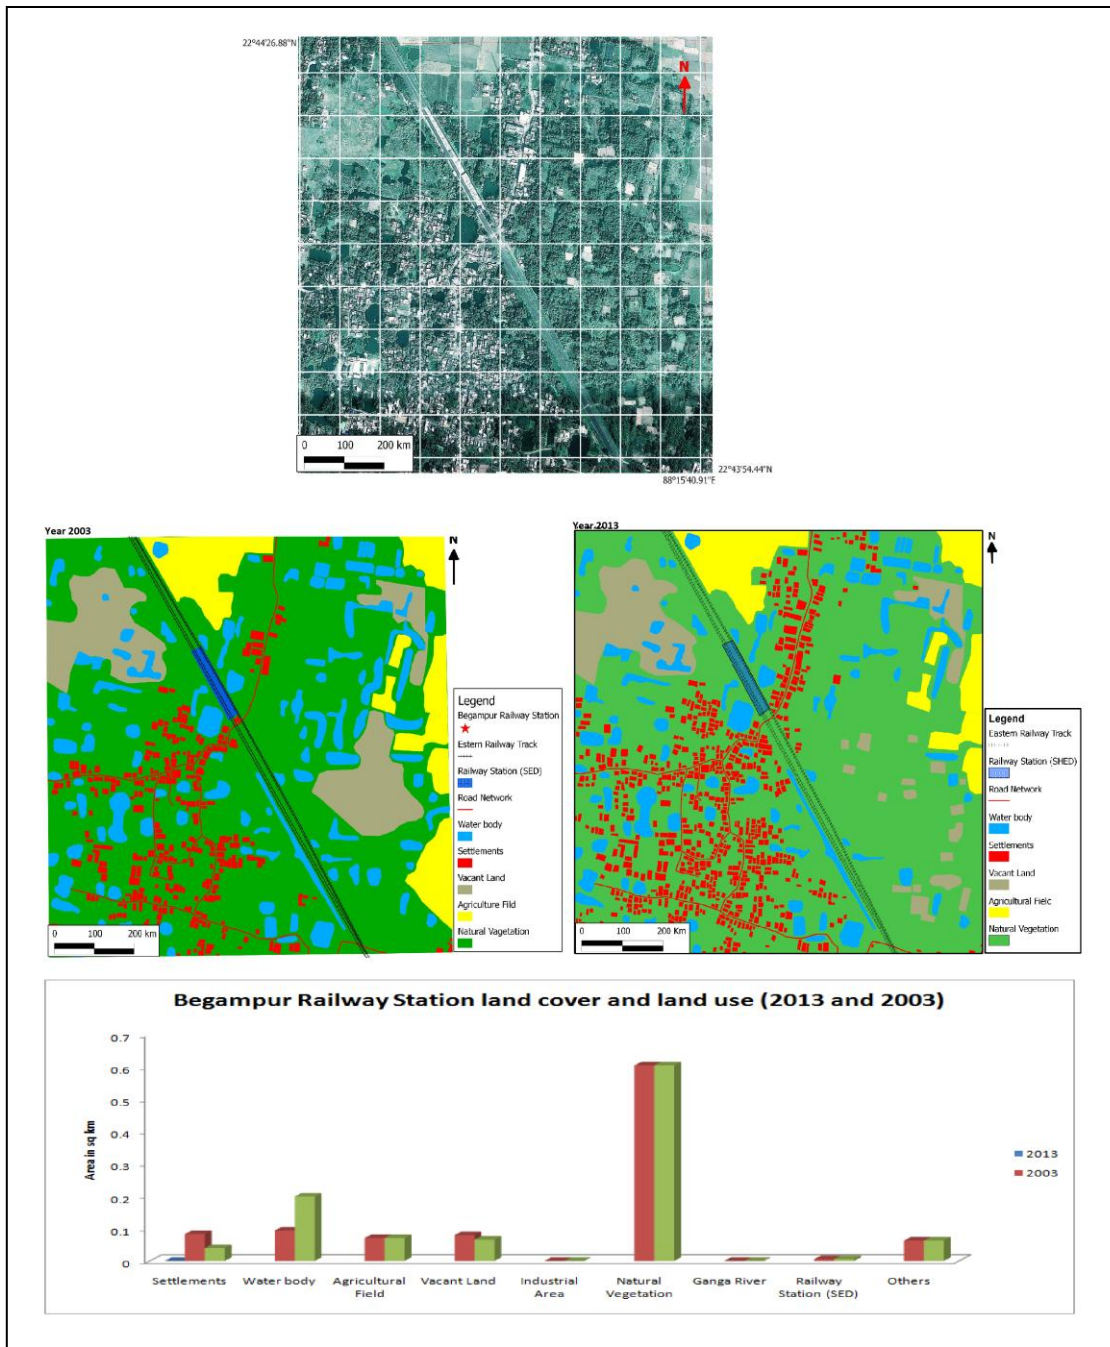 22°44'26.88"N
N
0 100 200 km
22°43'54.44"N
88°15'40.91"E
Year 2003
N
Legend
Begampur Railway Station
Estern Railway Track
Railway Station (SED)
Road Network
Water body
Settlements
Vacant Land
Agriculture Fild
Natural Vagetation
0 100 200 Km
Year.2013
N
Legend
Eastern Railway Track
Railway Station (SHED)
Road Network
Water body
Settlements
Vacant Land
Agricultural Field
Natural Vegetation
0 100 200 Km
Begampur Railway Station land cover and land use (2013 and 2003)
Area in sq km
0.7
0.6
0.5
0.4
0.3
0.2
0.1
0
Settlements Water body Agricultural Field Vacant Land Industrial Area Natural Vegetation Ganga River Railway Station (SED) Others
2013
2003